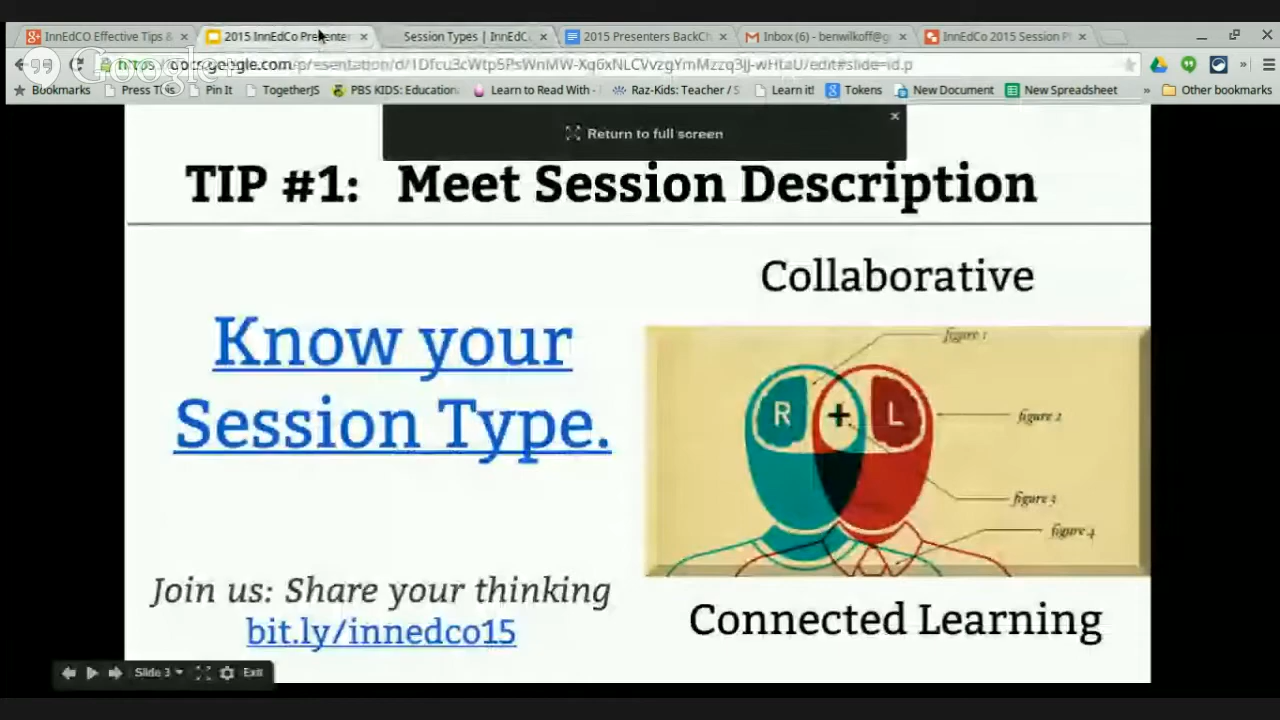 InnEdCO Effective Tips &
2015 InnEdCo Presenter
Session Types | InnEdC
2015 Presenters BackCh
Inbox (6) - benwilkoff@g
InnEdCO 2015 Session P
Google+
Bookmarks
Pin It
TogetherJS
PBS KIDS: Education
Learn to Read With -
Raz-Kids: Teacher / S
Learn it!
Tokens
New Document
New Spreadsheet
»
Other bookmarks
Return to full screen
TIP #1: Meet Session Description
Collaborative
Know your
Session Type.
figure 1
R + L
figure 2
figure 3
figure 4
Join us: Share your thinking
bit.ly/innedco15
Connected Learning
Slide 3
Exit